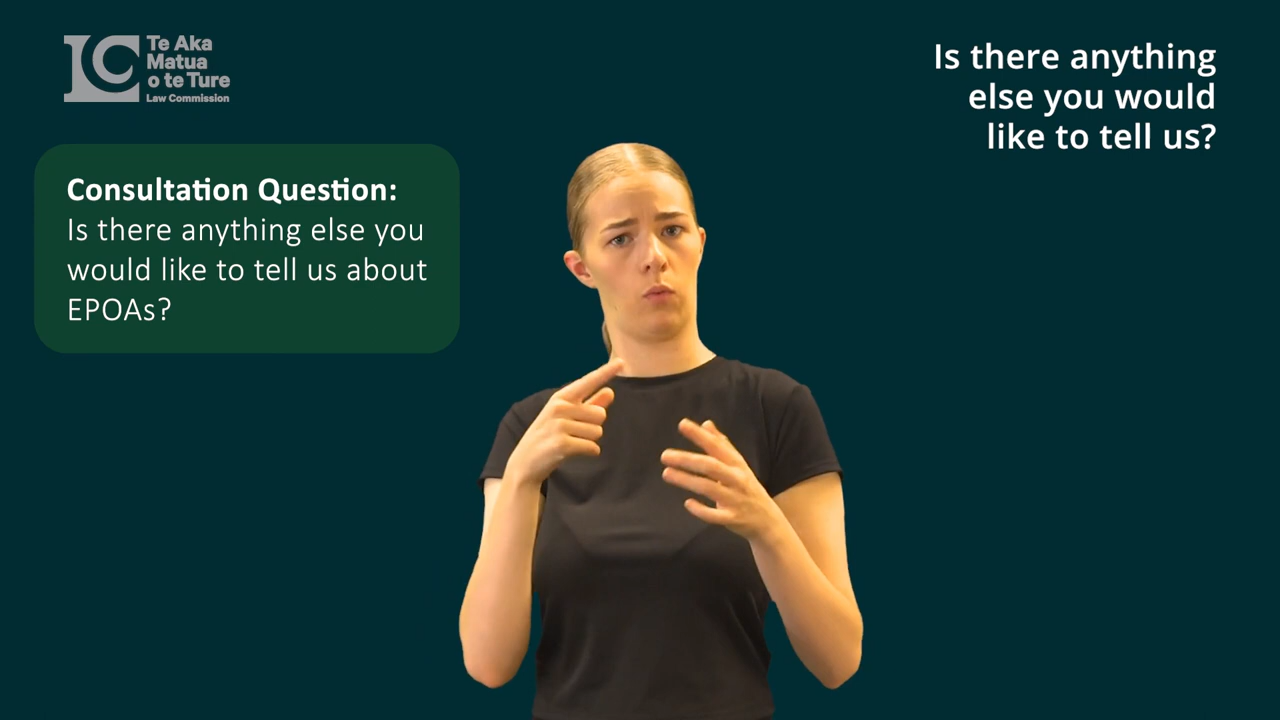 Te Aka
Matua
o te Ture
Law Commission
Is there anything
else you would
like to tell us?
Consultation Question:
Is there anything else you
would like to tell us about
EPOAs?